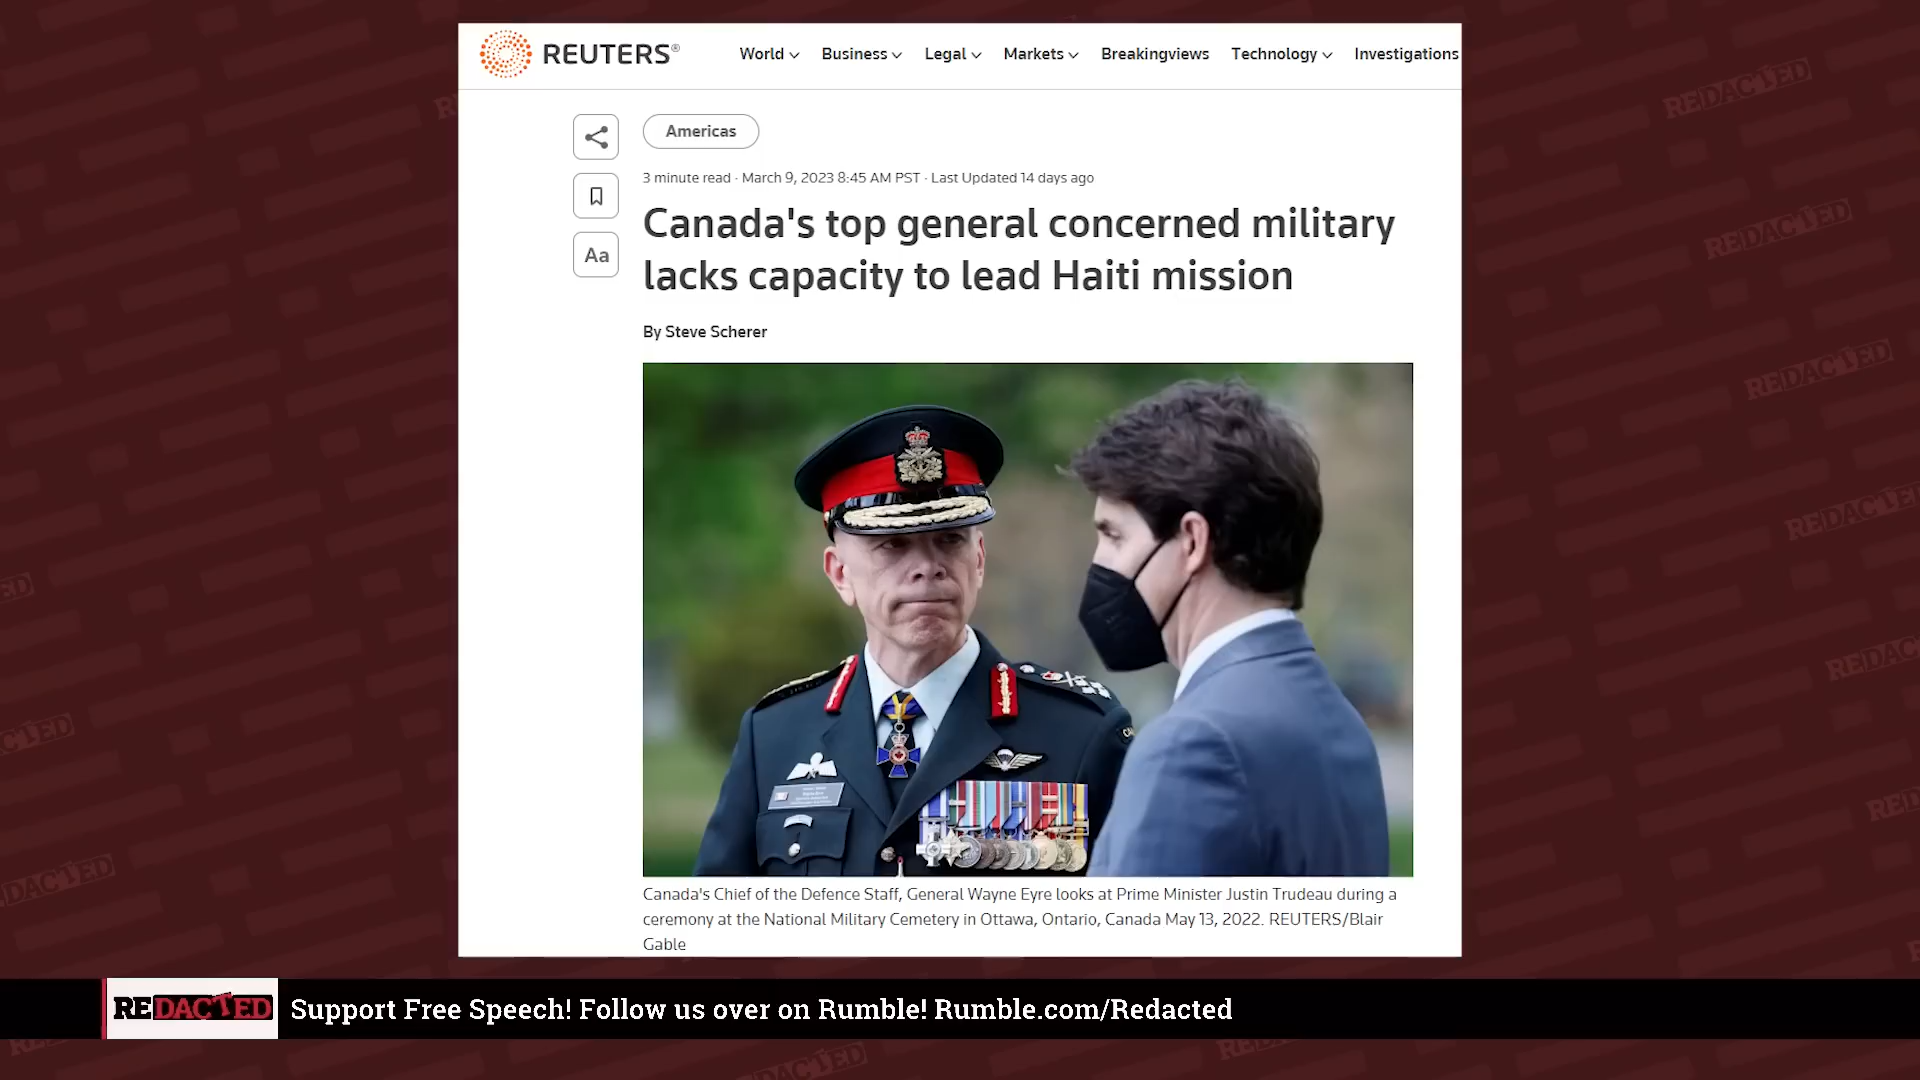 REUTERS®
World Business Legal Markets Breakingviews Technology Investigations
Americas
3 minute read · March 9, 2023 8:45 AM PST · Last Updated 14 days ago
Aa
Canada's top general concerned military
lacks capacity to lead Haiti mission
By Steve Scherer
Canada's Chief of the Defence Staff, General Wayne Eyre looks at Prime Minister Justin Trudeau during a
ceremony at the National Military Cemetery in Ottawa, Ontario, Canada May 13, 2022. REUTERS/Blair
Gable
REDACTED Support Free Speech! Follow us over on Rumble! Rumble.com/Redacted